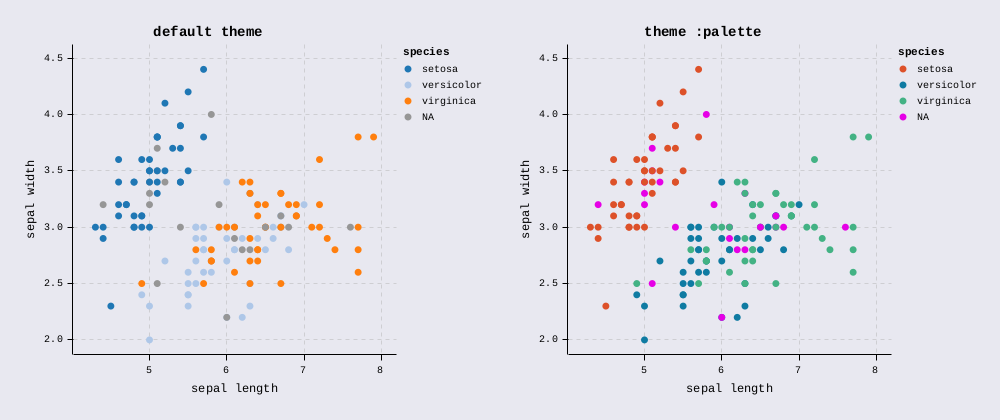 default theme
species
setosa
versicolor
virginica
NA
4.5
4.0
3.5
3.0
2.5
2.0
sepal width
5 6 7 8
sepal length
theme :palette
species
setosa
versicolor
virginica
NA
4.5
4.0
3.5
3.0
2.5
2.0
sepal width
5 6 7 8
sepal length